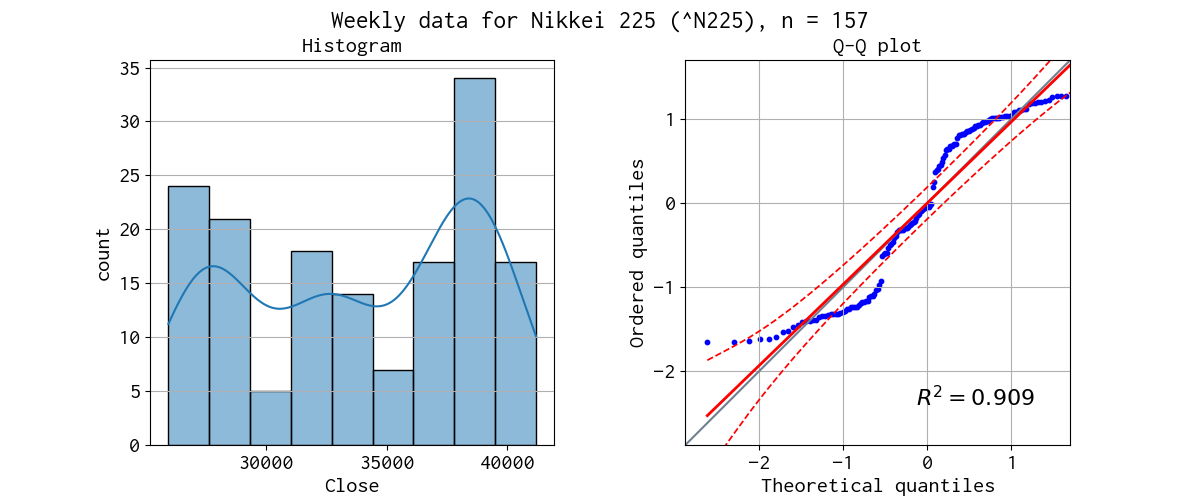 Weekly data for Nikkei 225 (^N225), n = 157
Histogram
35
30
25
20
15
10
5
0
count
30000 35000 40000
Close
Q-Q plot
1
0
−1
−2
Ordered quantiles
R² = 0.909
−2 −1 0 1
Theoretical quantiles